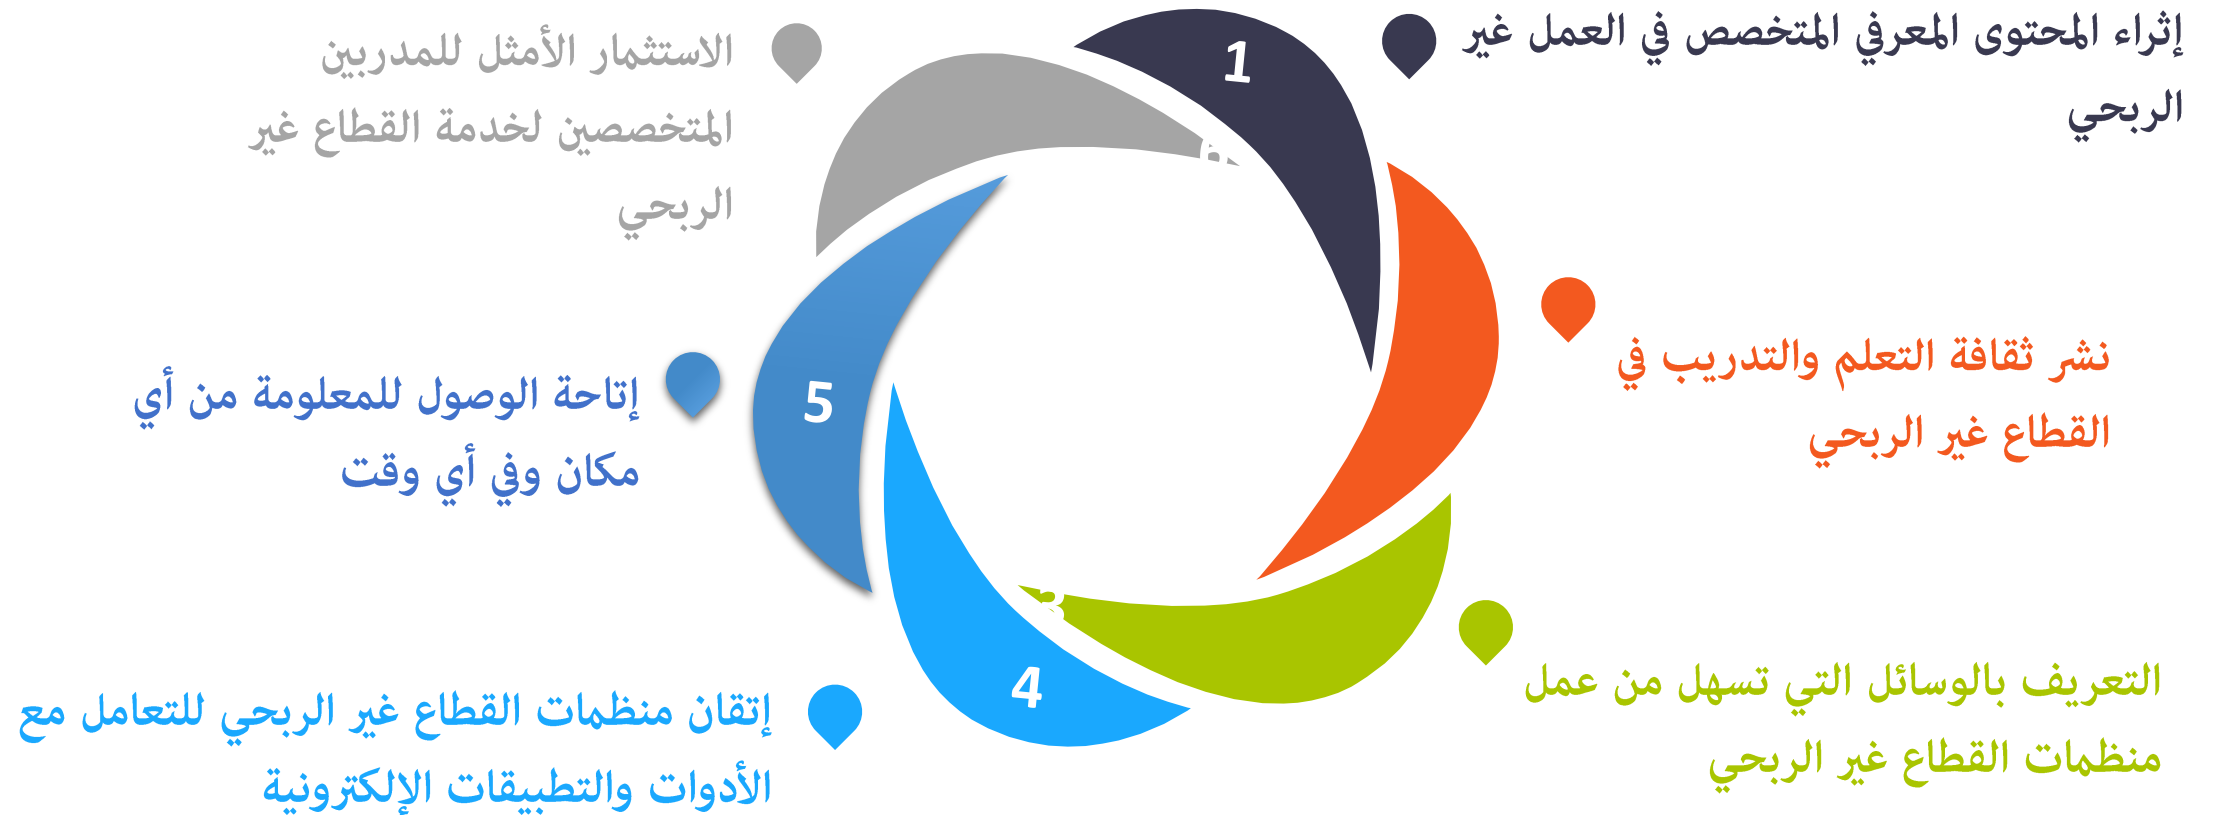 1
إثراء المحتوى المعرفي المتخصص في العمل غير
الربحي
نشر ثقافة التعلم والتدريب في
القطاع غير الربحي
3
التعريف بالوسائل التي تسهل من عمل
منظمات القطاع غير الربحي
4
إتقان منظمات القطاع غير الربحي للتعامل مع
الأدوات والتطبيقات الإلكترونية
5
إتاحة الوصول للمعلومة من أي
مكان وفي أي وقت
6
الاستثمار الأمثل للمدربين
المتخصصين لخدمة القطاع غير
الربحي